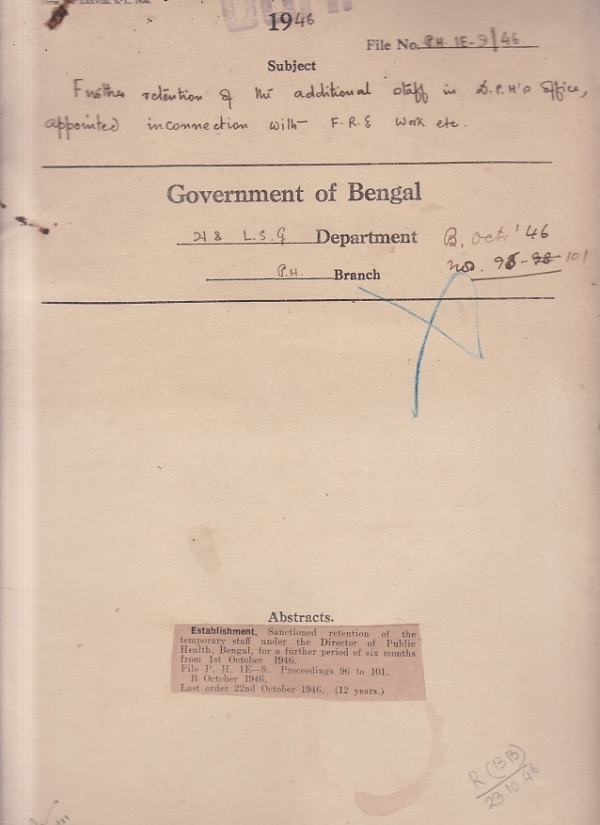 1946
File No. P.H. 1E-9/46
Subject
Further retention of the additional staff in D.P.H's Office,
appointed in connection with F.R.E work etc.
Government of Bengal
L.S.G Department B. Oct' 46
P.H. Branch nos. 96-98 101
Abstracts.
Establishment. Sanctioned retention of the
temporary staff under the Director of Public
Health, Bengal, for a further period of six months
from 1st October 1946.
File P. H. 1E—9. Proceedings 96 to 101.
B October 1946.
Last order 22nd October 1946. (12 years.)
R (BB)
23.10.46